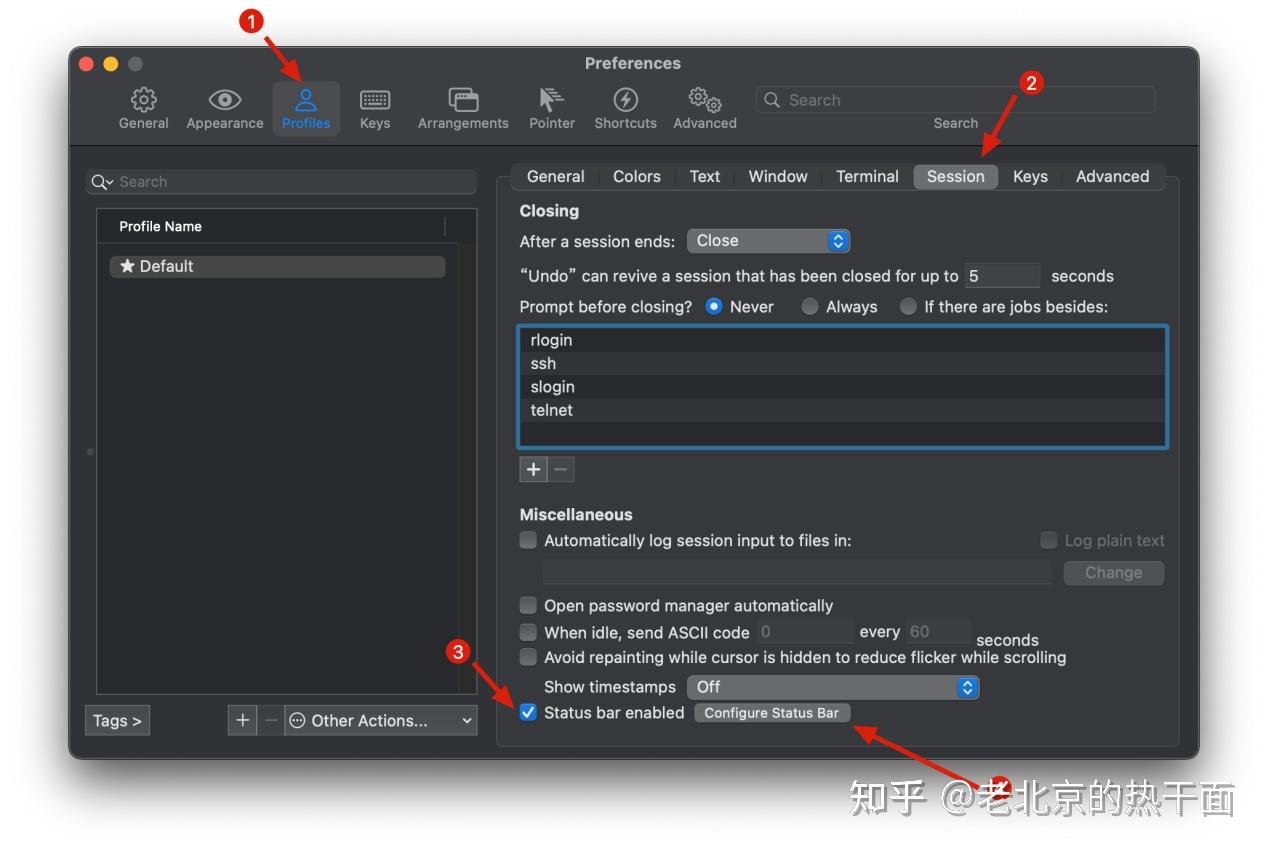 1
Preferences
2
General Appearance Profiles Keys Arrangements Pointer Shortcuts Advanced
Search
Search
Search
General Colors Text Window Terminal Session Keys Advanced
Profile Name
Default
Closing
After a session ends: Close
“Undo” can revive a session that has been closed for up to 5 seconds
Prompt before closing? Never Always If there are jobs besides:
rlogin
ssh
slogin
telnet
+ −
Miscellaneous
Automatically log session input to files in: Log plain text
Change
Open password manager automatically
When idle, send ASCII code 0 every 60 seconds
3
Avoid repainting while cursor is hidden to reduce flicker while scrolling
Show timestamps Off
Status bar enabled Configure Status Bar
Tags > + − Other Actions...
知乎 @老北京的热干面